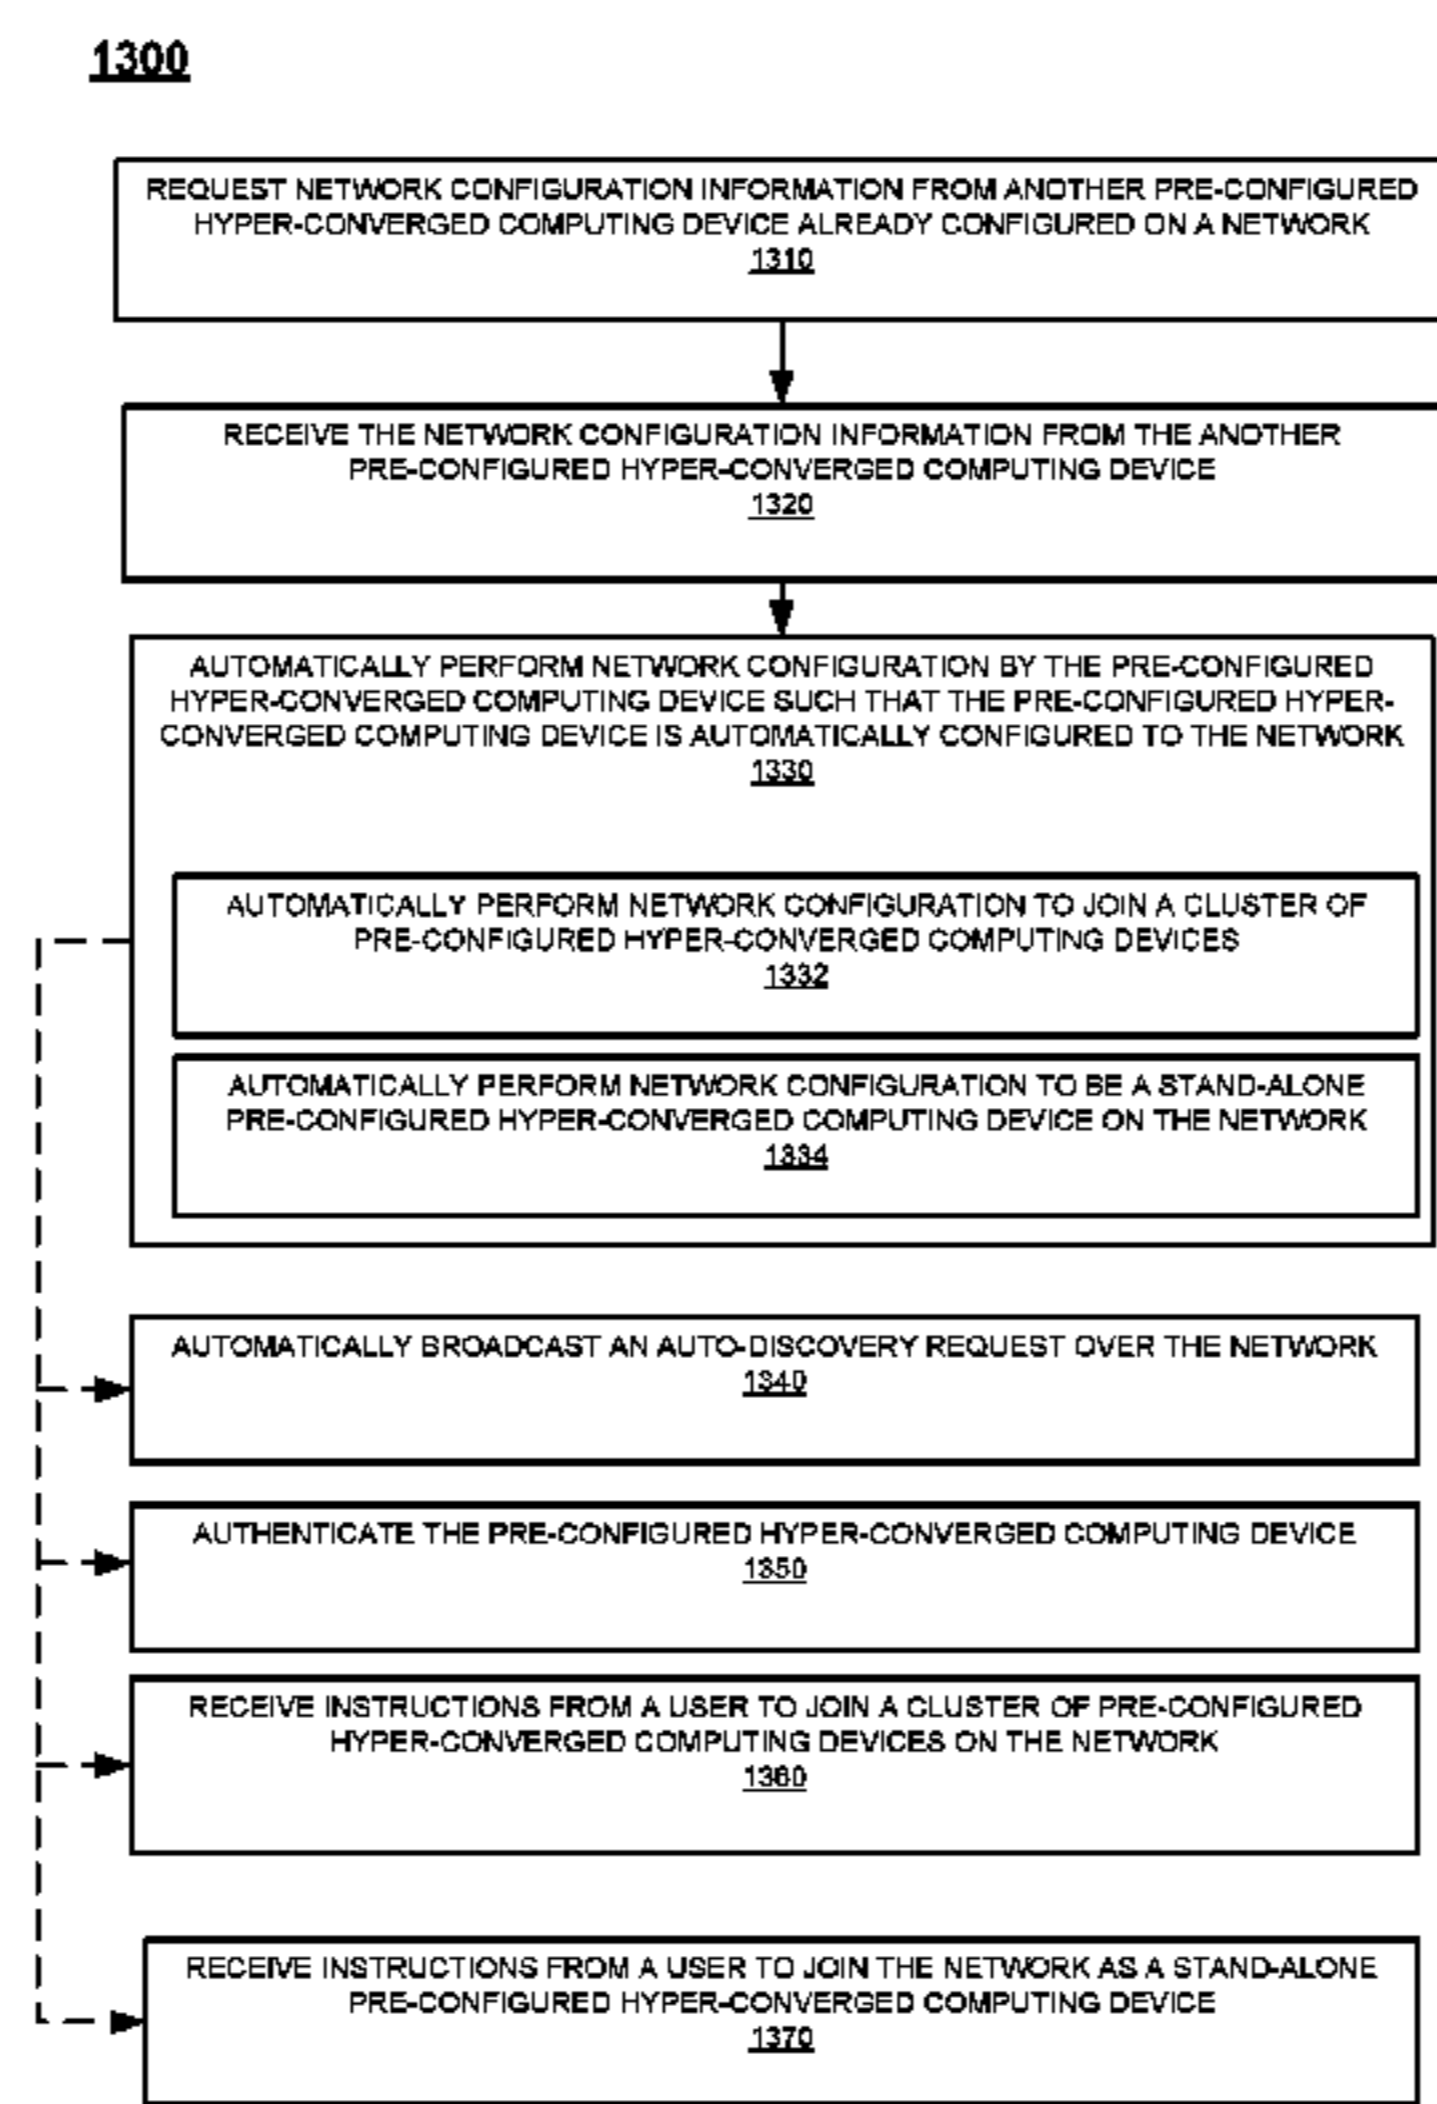 1300
REQUEST NETWORK CONFIGURATION INFORMATION FROM ANOTHER PRE-CONFIGURED
HYPER-CONVERGED COMPUTING DEVICE ALREADY CONFIGURED ON A NETWORK
1310
RECEIVE THE NETWORK CONFIGURATION INFORMATION FROM THE ANOTHER
PRE-CONFIGURED HYPER-CONVERGED COMPUTING DEVICE
1320
AUTOMATICALLY PERFORM NETWORK CONFIGURATION BY THE PRE-CONFIGURED
HYPER-CONVERGED COMPUTING DEVICE SUCH THAT THE PRE-CONFIGURED HYPER-
CONVERGED COMPUTING DEVICE IS AUTOMATICALLY CONFIGURED TO THE NETWORK
1330
AUTOMATICALLY PERFORM NETWORK CONFIGURATION TO JOIN A CLUSTER OF
PRE-CONFIGURED HYPER-CONVERGED COMPUTING DEVICES
1332
AUTOMATICALLY PERFORM NETWORK CONFIGURATION TO BE A STAND-ALONE
PRE-CONFIGURED HYPER-CONVERGED COMPUTING DEVICE ON THE NETWORK
1334
AUTOMATICALLY BROADCAST AN AUTO-DISCOVERY REQUEST OVER THE NETWORK
1340
AUTHENTICATE THE PRE-CONFIGURED HYPER-CONVERGED COMPUTING DEVICE
1350
RECEIVE INSTRUCTIONS FROM A USER TO JOIN A CLUSTER OF PRE-CONFIGURED
HYPER-CONVERGED COMPUTING DEVICES ON THE NETWORK
1360
RECEIVE INSTRUCTIONS FROM A USER TO JOIN THE NETWORK AS A STAND-ALONE
PRE-CONFIGURED HYPER-CONVERGED COMPUTING DEVICE
1370